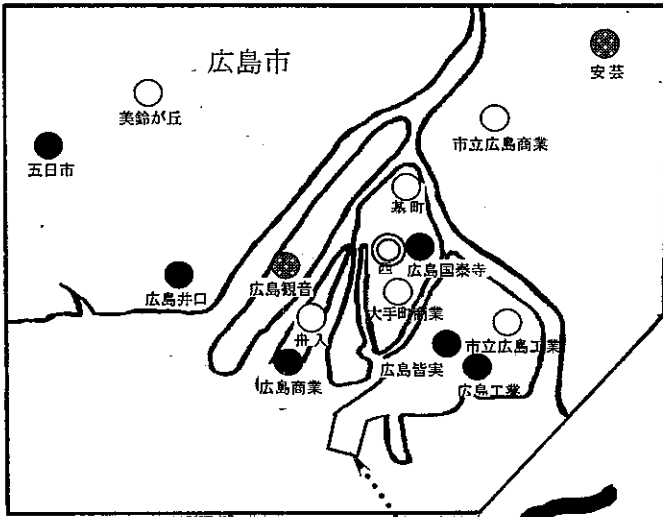 広島市
安芸
美鈴が丘
市立広島商業
五日市
基町
西
広島国泰寺
広島観音
広島井口
大手町商業
舟入
市立広島工業
広島皆実
広島商業
広島工業